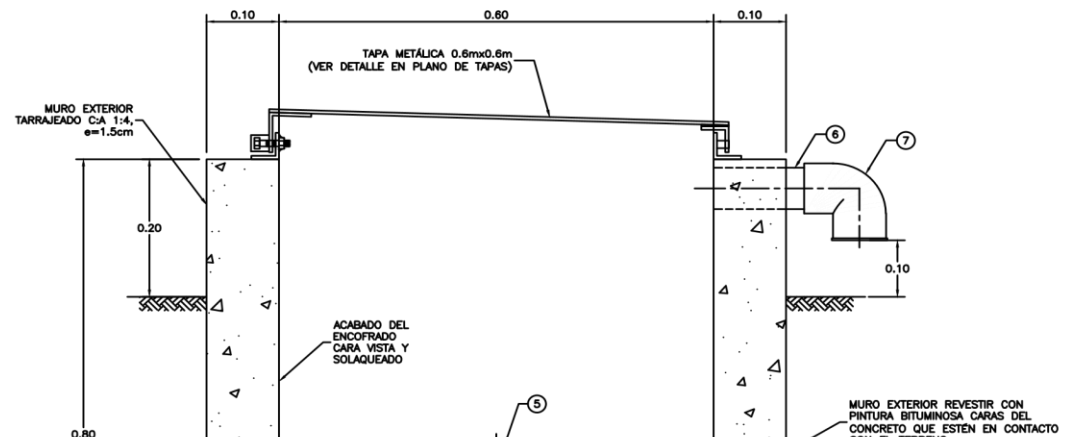 0.10
0.60
0.10
TAPA METÁLICA 0.6mx0.6m
(VER DETALLE EN PLANO DE TAPAS)
MURO EXTERIOR
TARRAJEADO C:A 1:4,
e=1.5cm
6
7
0.20
0.10
ACABADO DEL
ENCOFRADO
CARA VISTA Y
SOLAQUEADO
5
0.80
MURO EXTERIOR REVESTIR CON
PINTURA BITUMINOSA CARAS DEL
CONCRETO QUE ESTÉN EN CONTACTO